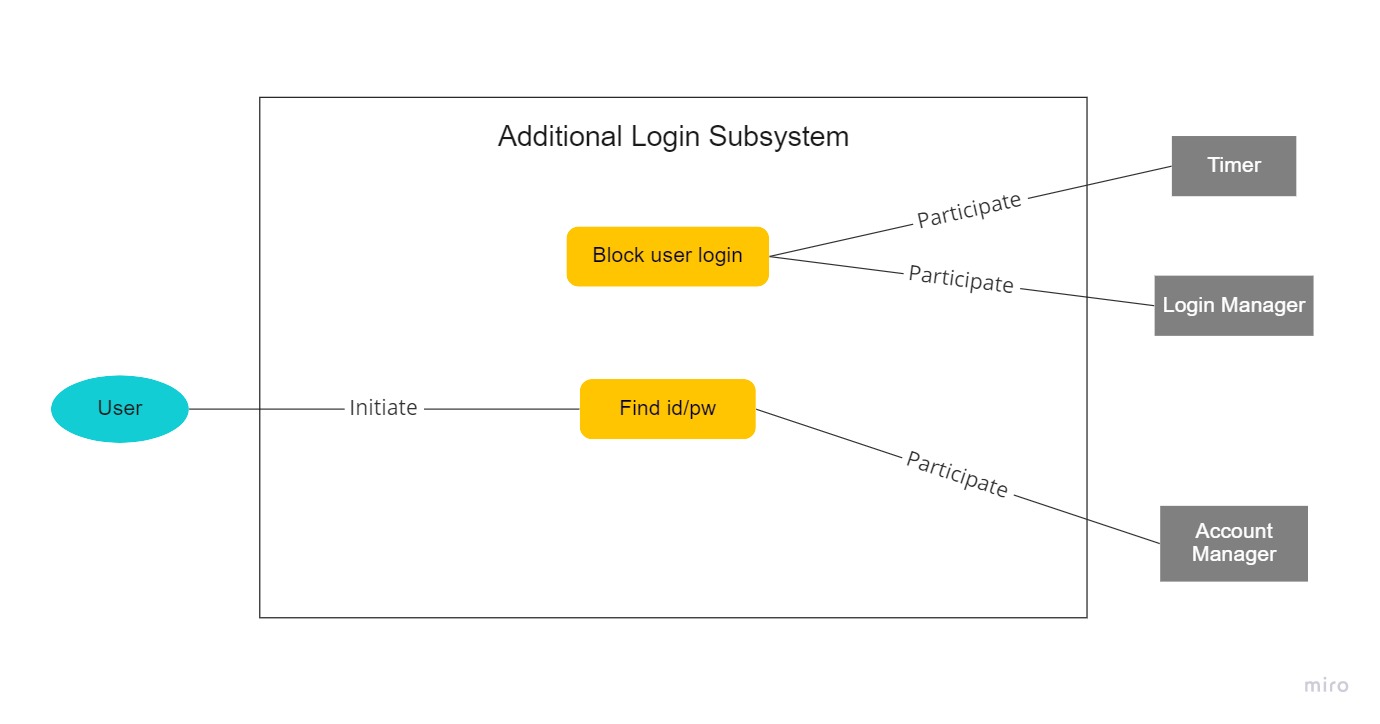 Additional Login Subsystem
Timer
Participate
Block user login
Participate
Login Manager
User
Initiate
Find id/pw
Participate
Account
Manager
miro